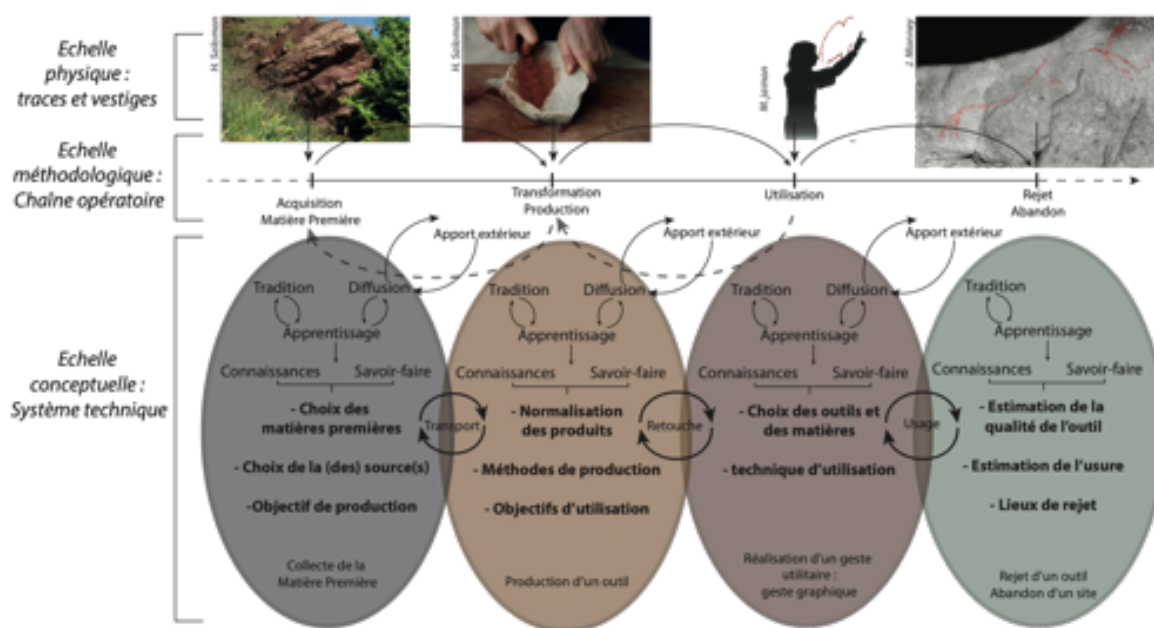 Echelle
physique :
traces et vestiges
H. Salomon
H. Salomon
M. Jamon
J. Monney
Echelle
méthodologique :
Chaîne opératoire
Acquisition
Matière Première
Transformation
Production
Utilisation
Rejet
Abandon
Apport extérieur
Apport extérieur
Apport extérieur
Echelle
conceptuelle :
Système technique
Tradition
Diffusion
Apprentissage
Connaissances
Savoir-faire
- Choix des
matières premières
- Choix de la (des) source(s)
-Objectif de production
Collecte de la
Matière Première
Transport
Tradition
Diffusion
Apprentissage
Connaissances
Savoir-faire
- Normalisation
des produits
- Méthodes de production
- Objectifs d'utilisation
Production d'un outil
Retouche
Tradition
Diffusion
Apprentissage
Connaissances
Savoir-faire
- Choix des outils et
des matières
- technique d'utilisation
Réalisation d'un geste
utilitaire :
geste graphique
Usage
Tradition
Apprentissage
Connaissances
Savoir-faire
- Estimation de la
qualité de l'outil
- Estimation de l'usure
- Lieux de rejet
Rejet d'un outil
Abandon d'un site